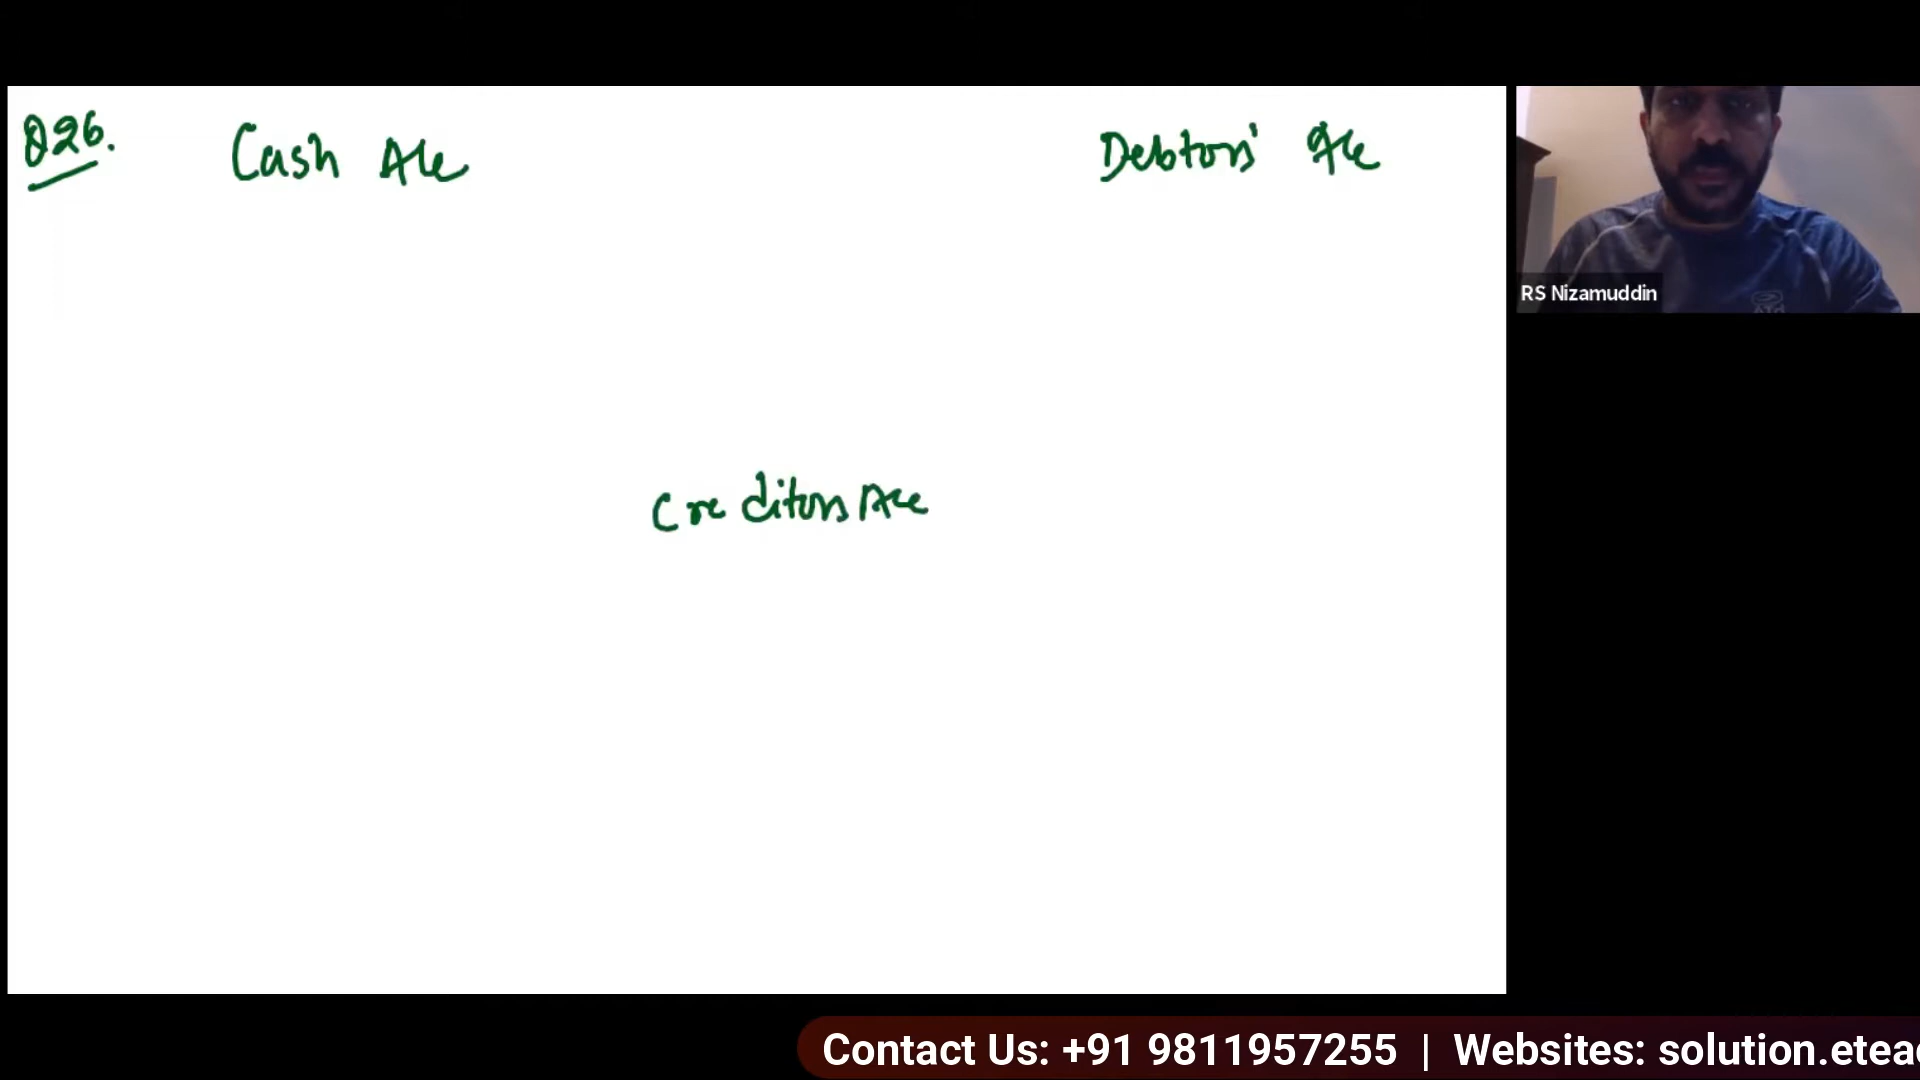 Q26. Cash A/c Debtors' A/c
RS Nizamuddin
Creditors A/c
Contact Us: +91 9811957255 | Websites: solution.etea